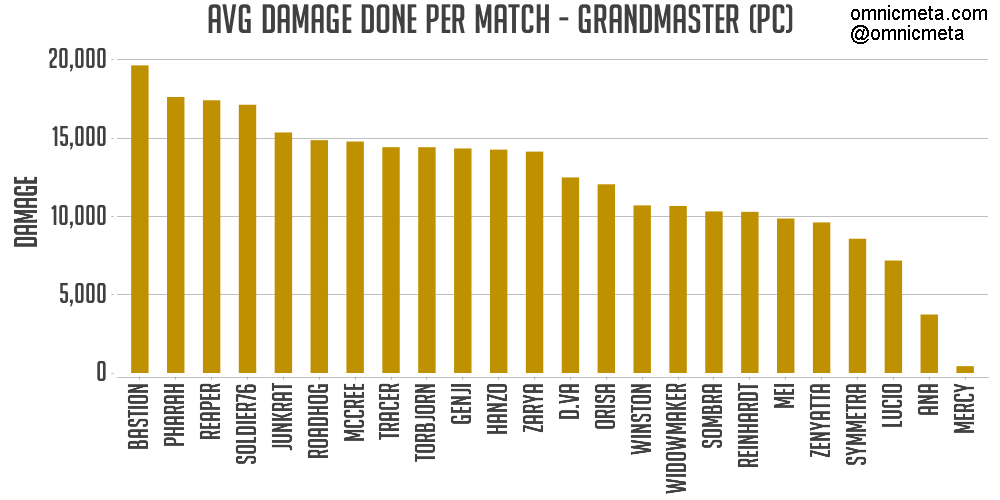 AVG DAMAGE DONE PER MATCH - GRANDMASTER (PC)
omnicmeta.com
@omnicmeta
DAMAGE
20,000
15,000
10,000
5,000
0
BASTION
PHARAH
REAPER
SOLDIER76
JUNKRAT
ROADHOG
MCCREE
TRACER
TORBJORN
GENJI
HANZO
ZARYA
D.VA
ORISA
WINSTON
WIDOWMAKER
SOMBRA
REINHARDT
MEI
ZENYATTA
SYMMETRA
LUCIO
ANA
MERCY